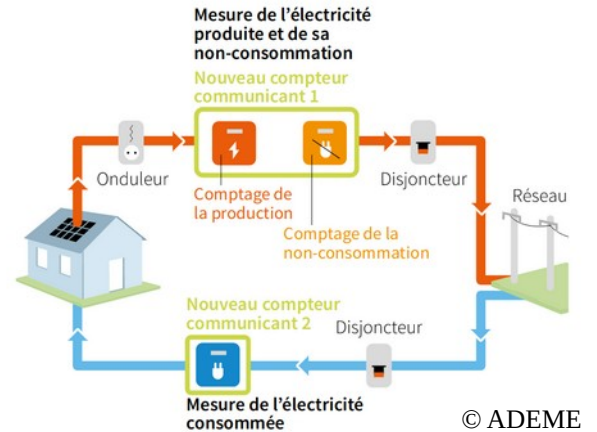 Mesure de l'électricité
produite et de sa
non-consommation
Nouveau compteur
communicant 1
Onduleur
Disjoncteur
Réseau
Comptage de
la production
Comptage de la
non-consommation
Nouveau compteur
communicant 2
Disjoncteur
Mesure de l'électricité
consommée
© ADEME